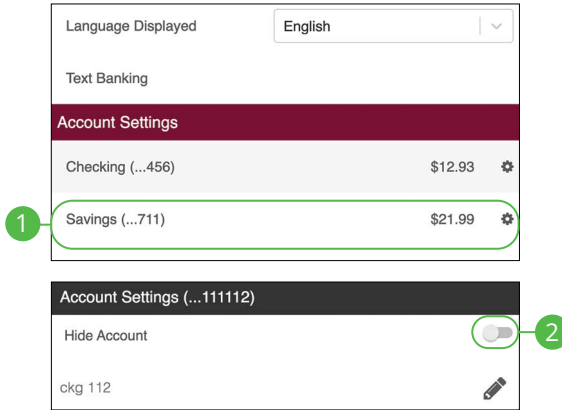 Language Displayed English
Text Banking
Account Settings
Checking (...456) $12.93
1 Savings (...711) $21.99
Account Settings (...111112)
Hide Account 2
ckg 112